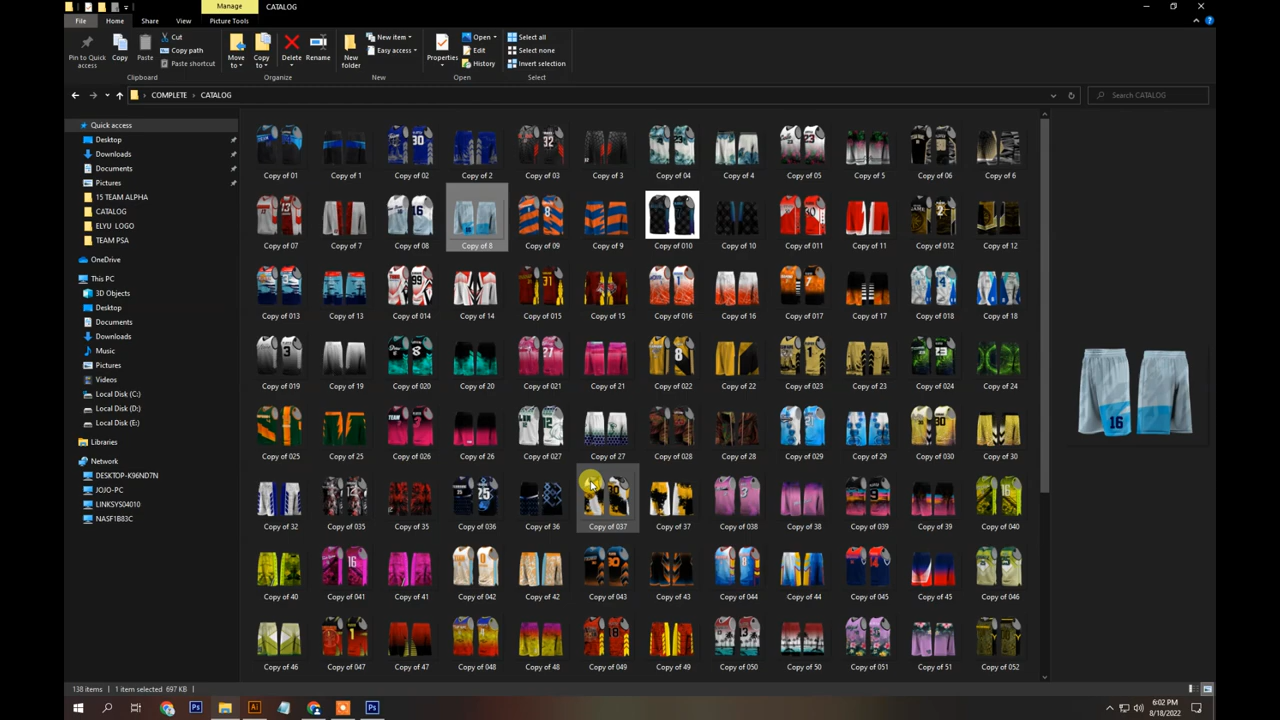 Manage
CATALOG
File
Home
Share
View
Picture Tools
Pin to Quick access
Copy
Paste
Cut
Copy path
Paste shortcut
Clipboard
Move to
Copy to
Delete
Rename
Organize
New folder
New item
Easy access
New
Properties
Open
Edit
History
Open
Select all
Select none
Invert selection
Select
COMPLETE > CATALOG
Search CATALOG
Quick access
Desktop
Downloads
Documents
Pictures
15 TEAM ALPHA
CATALOG
ELYU LOGO
TEAM PSA
OneDrive
This PC
3D Objects
Desktop
Documents
Downloads
Music
Pictures
Videos
Local Disk (C:)
Local Disk (D:)
Local Disk (E:)
Libraries
Network
DESKTOP-K96ND7N
JOJO-PC
LINKSYS04010
NASF1B83C
Copy of 01 Copy of 1 Copy of 02 Copy of 2 Copy of 03 Copy of 3 Copy of 04 Copy of 4 Copy of 05 Copy of 5 Copy of 06 Copy of 6
Copy of 07 Copy of 7 Copy of 08 Copy of 8 Copy of 09 Copy of 9 Copy of 010 Copy of 10 Copy of 011 Copy of 11 Copy of 012 Copy of 12
Copy of 013 Copy of 13 Copy of 014 Copy of 14 Copy of 015 Copy of 15 Copy of 016 Copy of 16 Copy of 017 Copy of 17 Copy of 018 Copy of 18
Copy of 019 Copy of 19 Copy of 020 Copy of 20 Copy of 021 Copy of 21 Copy of 022 Copy of 22 Copy of 023 Copy of 23 Copy of 024 Copy of 24
Copy of 025 Copy of 25 Copy of 026 Copy of 26 Copy of 027 Copy of 27 Copy of 028 Copy of 28 Copy of 029 Copy of 29 Copy of 030 Copy of 30
Copy of 32 Copy of 035 Copy of 35 Copy of 036 Copy of 36 Copy of 037 Copy of 37 Copy of 038 Copy of 38 Copy of 039 Copy of 39 Copy of 040
Copy of 40 Copy of 041 Copy of 41 Copy of 042 Copy of 42 Copy of 043 Copy of 43 Copy of 044 Copy of 44 Copy of 045 Copy of 45 Copy of 046
Copy of 46 Copy of 047 Copy of 47 Copy of 048 Copy of 48 Copy of 049 Copy of 49 Copy of 050 Copy of 50 Copy of 051 Copy of 51 Copy of 052
16
138 items
1 item selected 697 KB
6:02 PM
8/18/2022